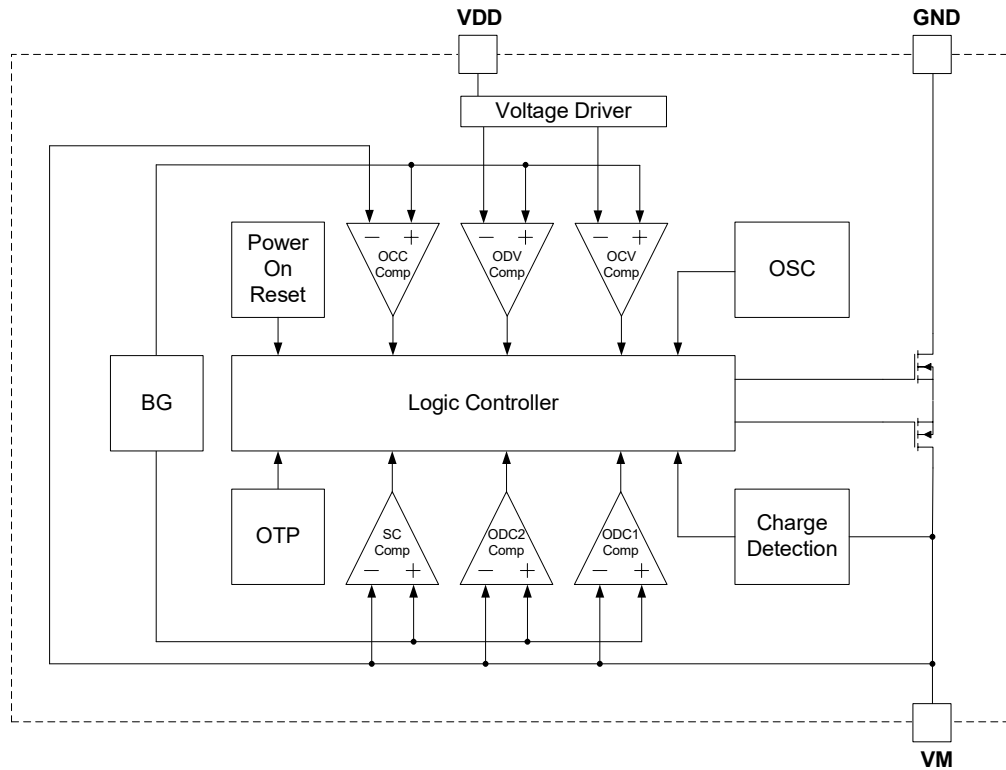 VDD
GND
Voltage Driver
Power
On
Reset
− +
OCC
Comp
− +
ODV
Comp
− +
OCV
Comp
OSC
BG
Logic Controller
OTP
SC
Comp
− +
ODC2
Comp
− +
ODC1
Comp
− +
Charge
Detection
VM